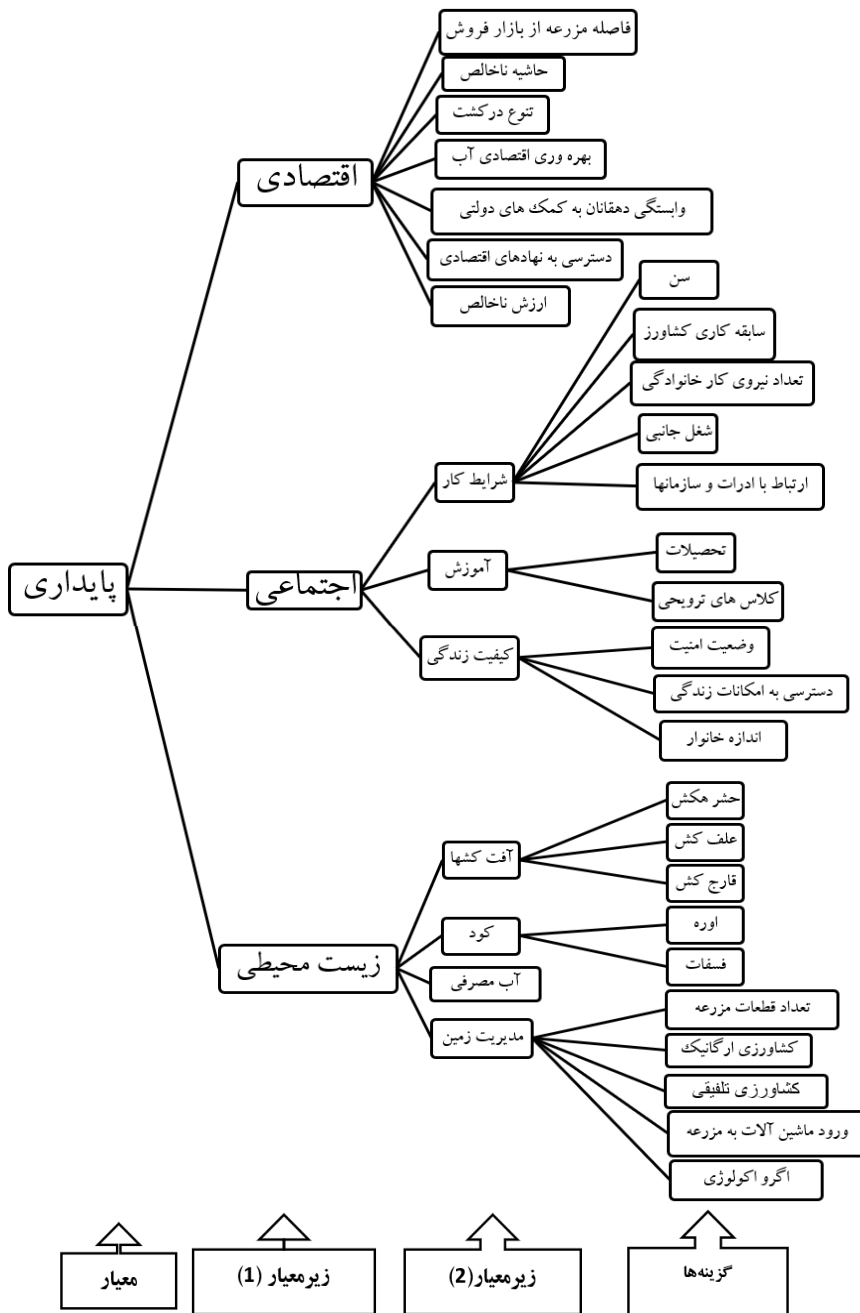 فاصله مزرعه از بازار فروش
حاشیه ناخالص
تنوع درکشت
بهره وری اقتصادی آب
وابستگی دهقانان به کمک های دولتی
دسترسی به نهادهای اقتصادی
ارزش ناخالص
اقتصادی
سن
سابقه کاری کشاورز
تعداد نیروی کار خانوادگی
شغل جانبی
ارتباط با ادرات و سازمانها
شرایط کار
تحصیلات
کلاس های ترویحی
آموزش
پایداری
اجتماعی
وضعیت امنیت
دسترسی به امکانات زندگی
اندازه خانوار
کیفیت زندگی
حشر هکش
علف کش
قارج کش
آفت کشها
اوره
فسفات
کود
زیست محیطی
آب مصرفی
تعداد قطعات مزرعه
کشاورزی ارگانیک
کشاورزی تلفیقی
ورود ماشین آلات به مزرعه
اگرو اکولوژی
مدیریت زمین
گزینه‌ها
زیرمعیار(2)
زیرمعیار (1)
معیار